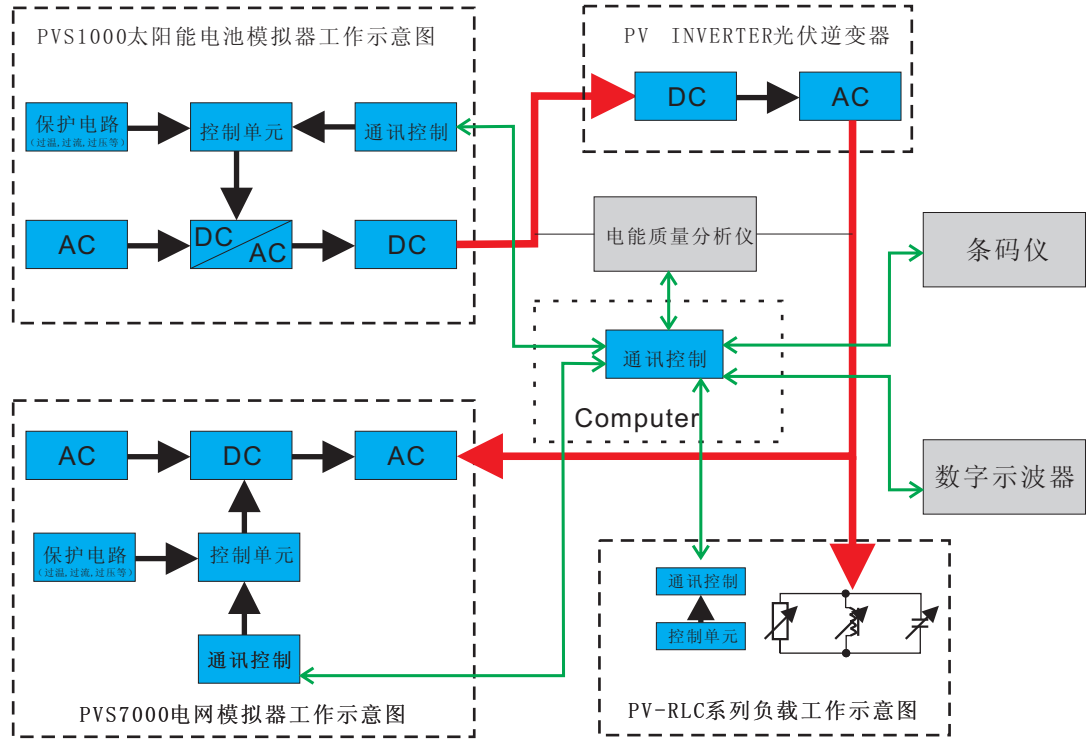 PVS1000太阳能电池模拟器工作示意图
保护电路
(过温,过流,过压等)
控制单元
通讯控制
AC
DC
AC
DC
PV INVERTER光伏逆变器
DC
AC
电能质量分析仪
条码仪
通讯控制
Computer
数字示波器
AC
DC
AC
保护电路
(过温,过流,过压等)
控制单元
通讯控制
PVS7000电网模拟器工作示意图
通讯控制
控制单元
PV-RLC系列负载工作示意图